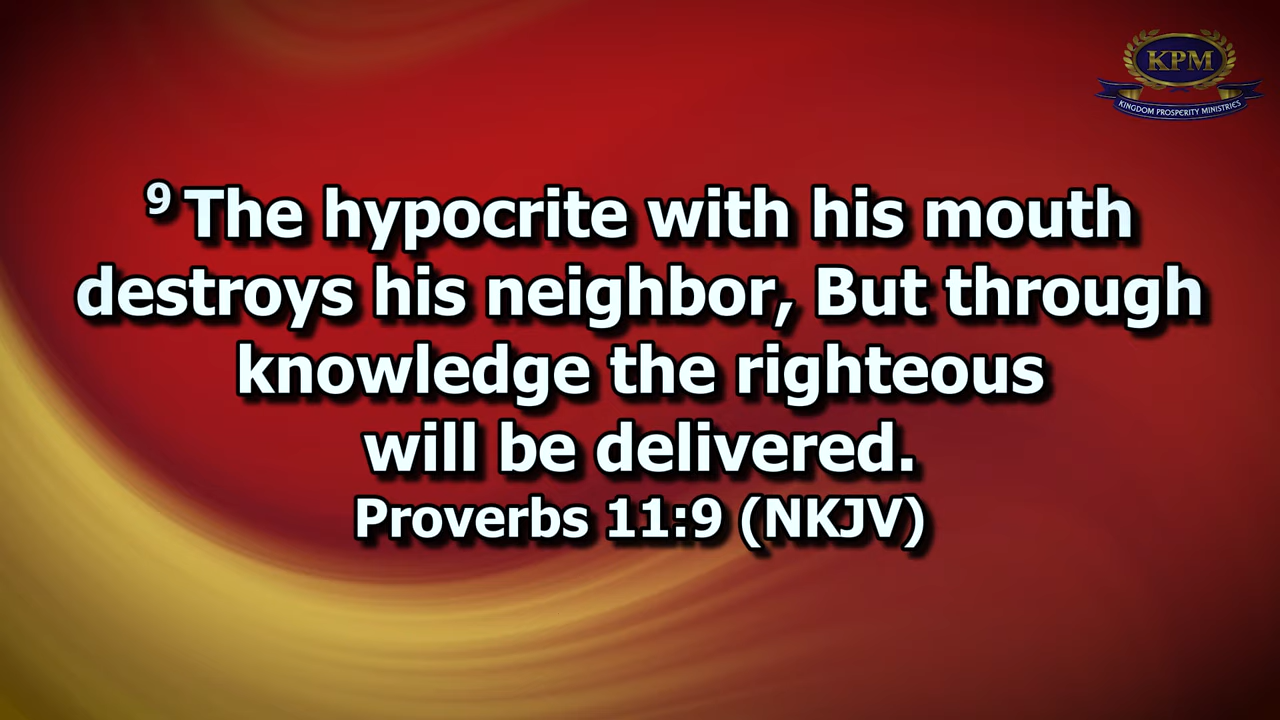 KPM
KINGDOM PROSPERITY MINISTRIES
9 The hypocrite with his mouth
destroys his neighbor, But through
knowledge the righteous
will be delivered.
Proverbs 11:9 (NKJV)